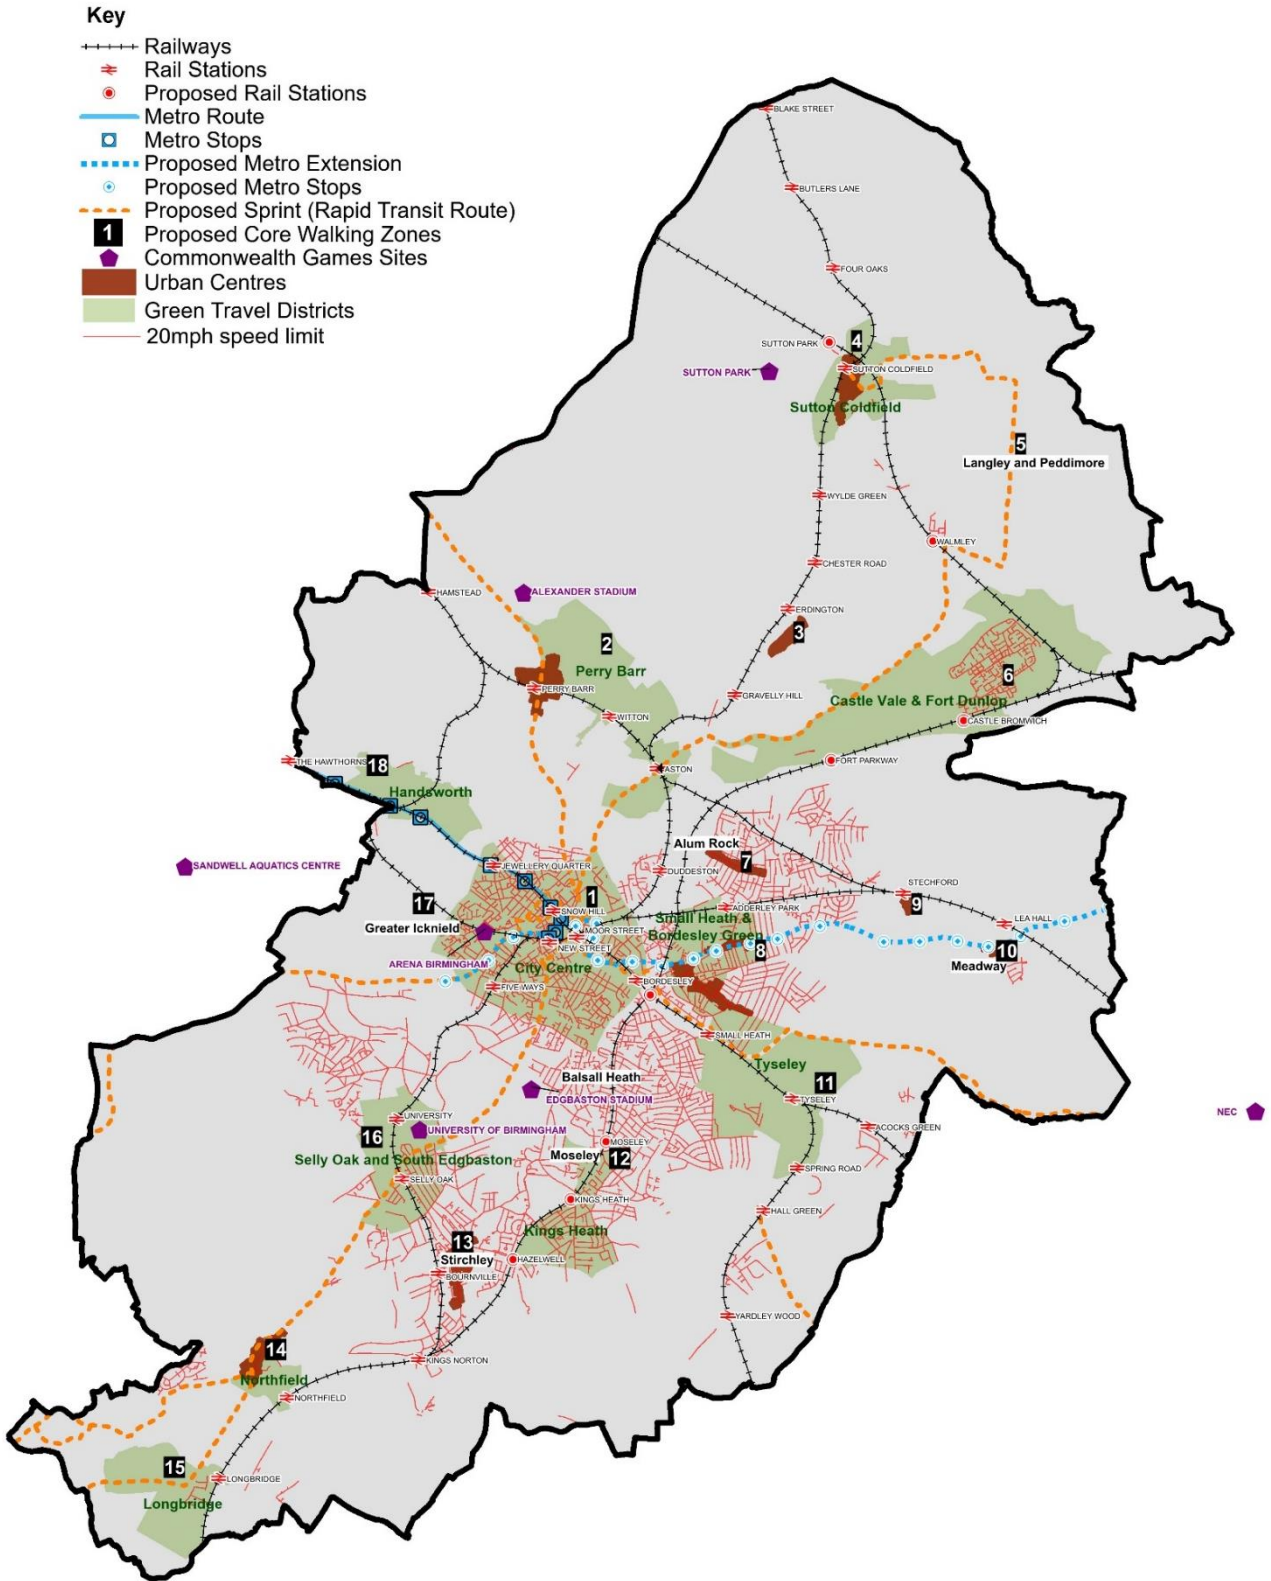 Key
Railways
Rail Stations
Proposed Rail Stations
Metro Route
Metro Stops
Proposed Metro Extension
Proposed Metro Stops
Proposed Sprint (Rapid Transit Route)
1 Proposed Core Walking Zones
Commonwealth Games Sites
Urban Centres
Green Travel Districts
20mph speed limit
BLAKE STREET
BUTLERS LANE
FOUR OAKS
SUTTON PARK
4
SUTTON PARK
SUTTON COLDFIELD
Sutton Coldfield
5
Langley and Peddimore
WYLDE GREEN
WALMLEY
CHESTER ROAD
HAMSTEAD
ALEXANDER STADIUM
ERDINGTON
3
2
Perry Barr
6
PERRY BARR
GRAVELLY HILL
Castle Vale & Fort Dunlop
WITTON
CASTLE BROMWICH
THE HAWTHORNS
18
FORT PARKWAY
ASTON
Handsworth
Alum Rock
7
SANDWELL AQUATICS CENTRE
JEWELLERY QUARTER
DUDDESTON
STECHFORD
17
1
9
ADDERLEY PARK
SNOW HILL
Small Heath &
LEA HALL
Greater Icknield
MOOR STREET
Bordesley Green
8
NEW STREET
10
ARENA BIRMINGHAM
City Centre
Meadway
FIVE WAYS
BORDESLEY
SMALL HEATH
Tyseley
Balsall Heath
11
EDGBASTON STADIUM
TYSELEY
NEC
UNIVERSITY
ACOCKS GREEN
UNIVERSITY OF BIRMINGHAM
16
MOSELEY
Moseley
12
Selly Oak and South Edgbaston
SPRING ROAD
SELLY OAK
KINGS HEATH
HALL GREEN
Kings Heath
13
Stirchley
HAZELWELL
BOURNVILLE
YARDLEY WOOD
14
KINGS NORTON
Northfield
NORTHFIELD
15
LONGBRIDGE
Longbridge